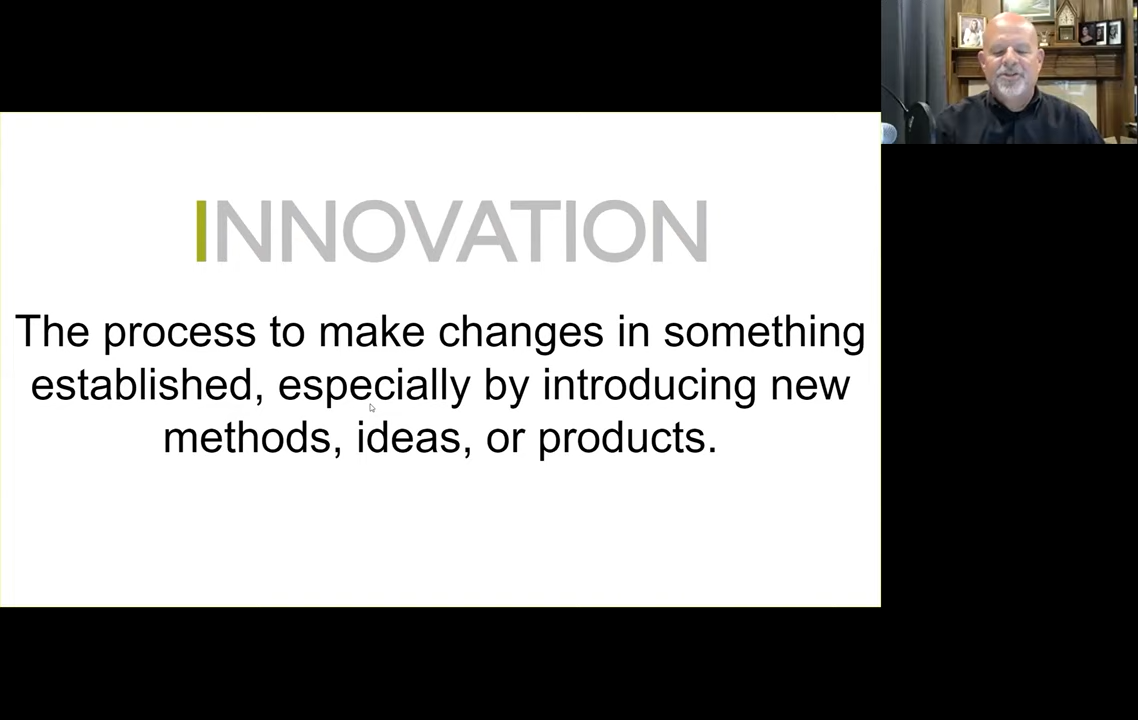 INNOVATION
The process to make changes in something
established, especially by introducing new
methods, ideas, or products.